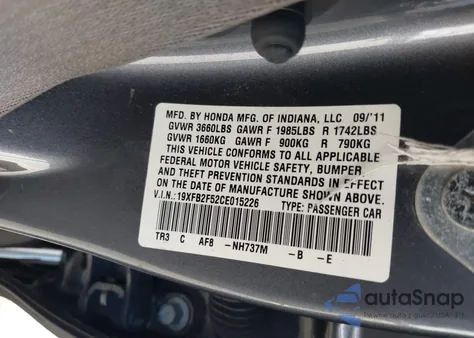 MFD. BY HONDA MFG. OF INDIANA, LLC 09/'11
GVWR 3660LBS GAWR F 1985LBS R 1742LBS
GVWR 1660KG GAWR F 900KG R 790KG
THIS VEHICLE CONFORMS TO ALL APPLICABLE
FEDERAL MOTOR VEHICLE SAFETY, BUMPER
AND THEFT PREVENTION STANDARDS IN EFFECT
ON THE DATE OF MANUFACTURE SHOWN ABOVE.
V.I.N.:19XFB2F52CE015226 TYPE: PASSENGER CAR
TR3 C AF8 -NH737M -B -E
autoSnap